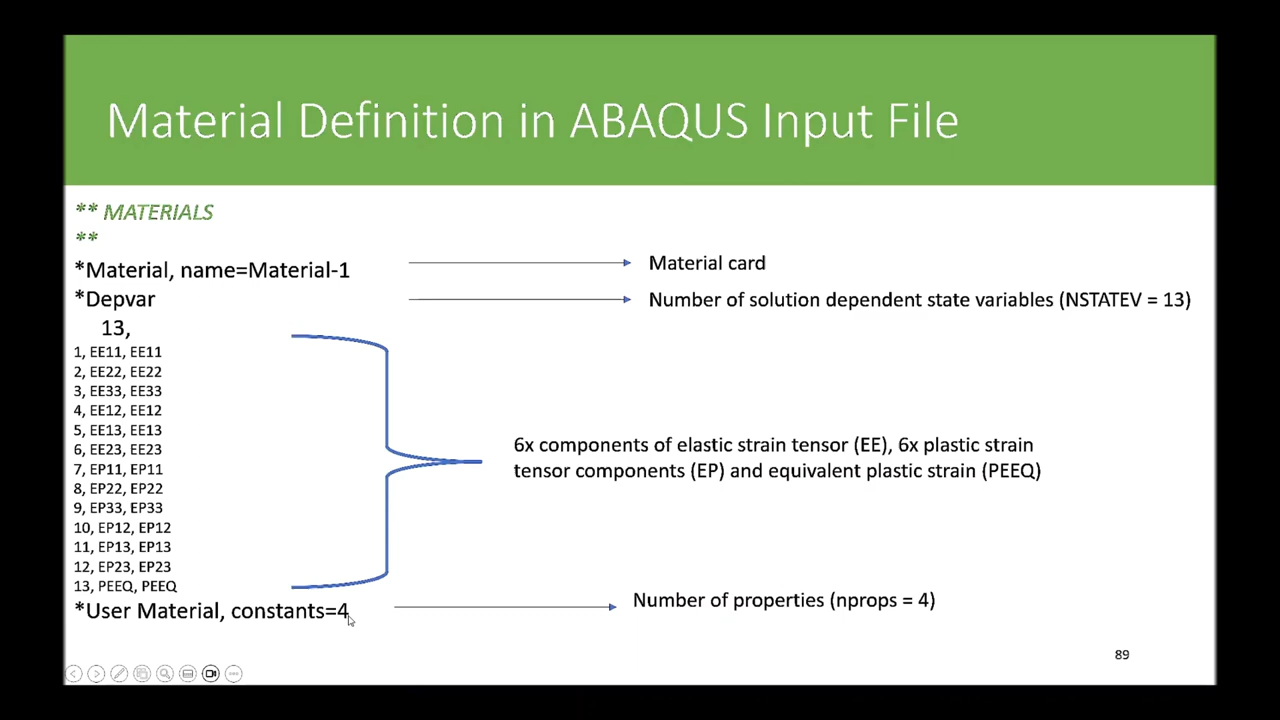 Material Definition in ABAQUS Input File
** MATERIALS
**
*Material, name=Material-1
Material card
*Depvar
Number of solution dependent state variables (NSTATEV = 13)
13,
1, EE11, EE11
2, EE22, EE22
3, EE33, EE33
4, EE12, EE12
5, EE13, EE13
6, EE23, EE23
7, EP11, EP11
8, EP22, EP22
9, EP33, EP33
10, EP12, EP12
11, EP13, EP13
12, EP23, EP23
13, PEEQ, PEEQ
6x components of elastic strain tensor (EE), 6x plastic strain
tensor components (EP) and equivalent plastic strain (PEEQ)
*User Material, constants=4
Number of properties (nprops = 4)
89